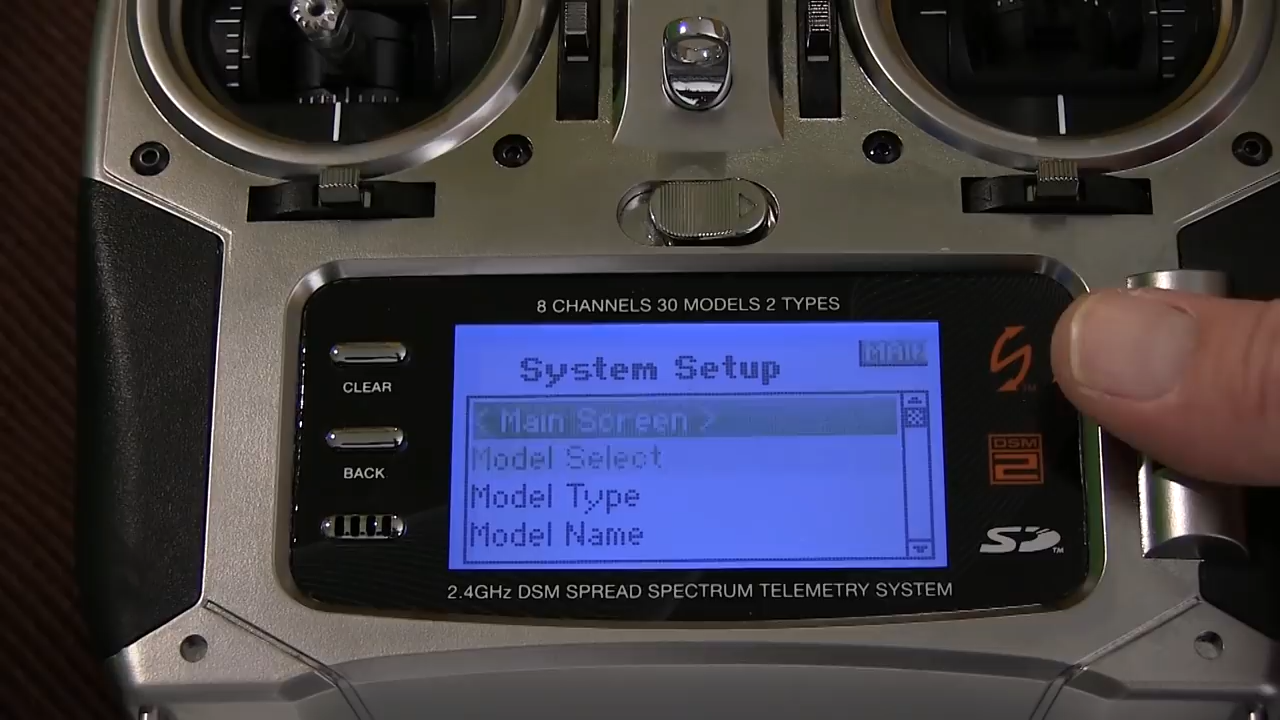 8 CHANNELS 30 MODELS 2 TYPES
System Setup
MAIN
CLEAR
< Main Screen >
Model Select
BACK
Model Type
Model Name
DSM
2
SD
TM
2.4GHz DSM SPREAD SPECTRUM TELEMETRY SYSTEM